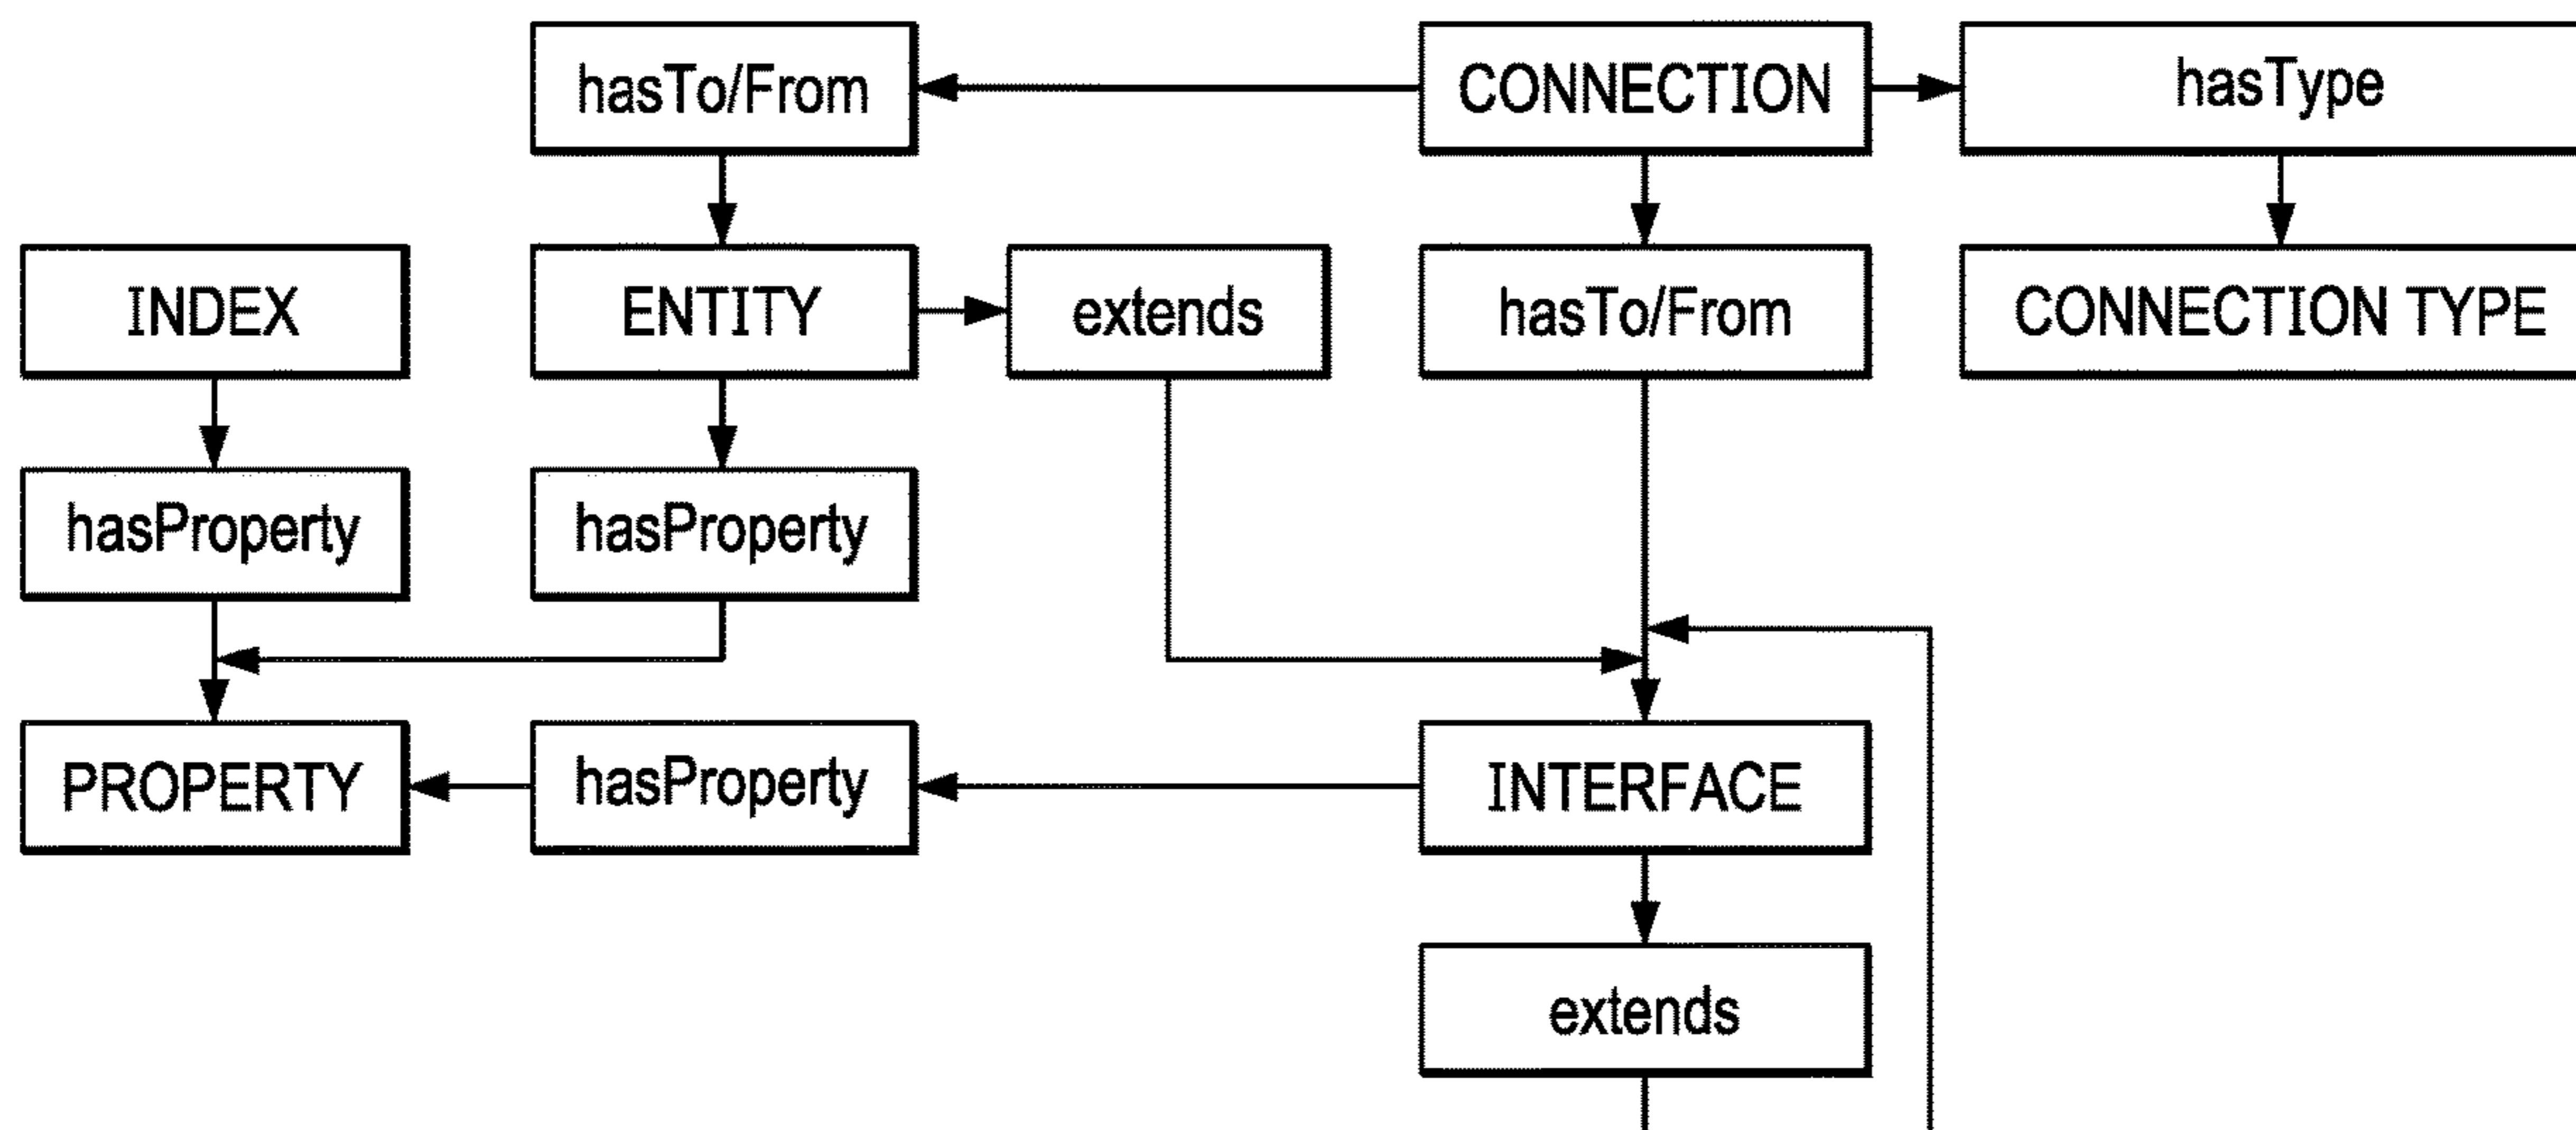 hasTo/From
CONNECTION
hasType
INDEX
ENTITY
extends
hasTo/From
CONNECTION TYPE
hasProperty
hasProperty
PROPERTY
hasProperty
INTERFACE
extends